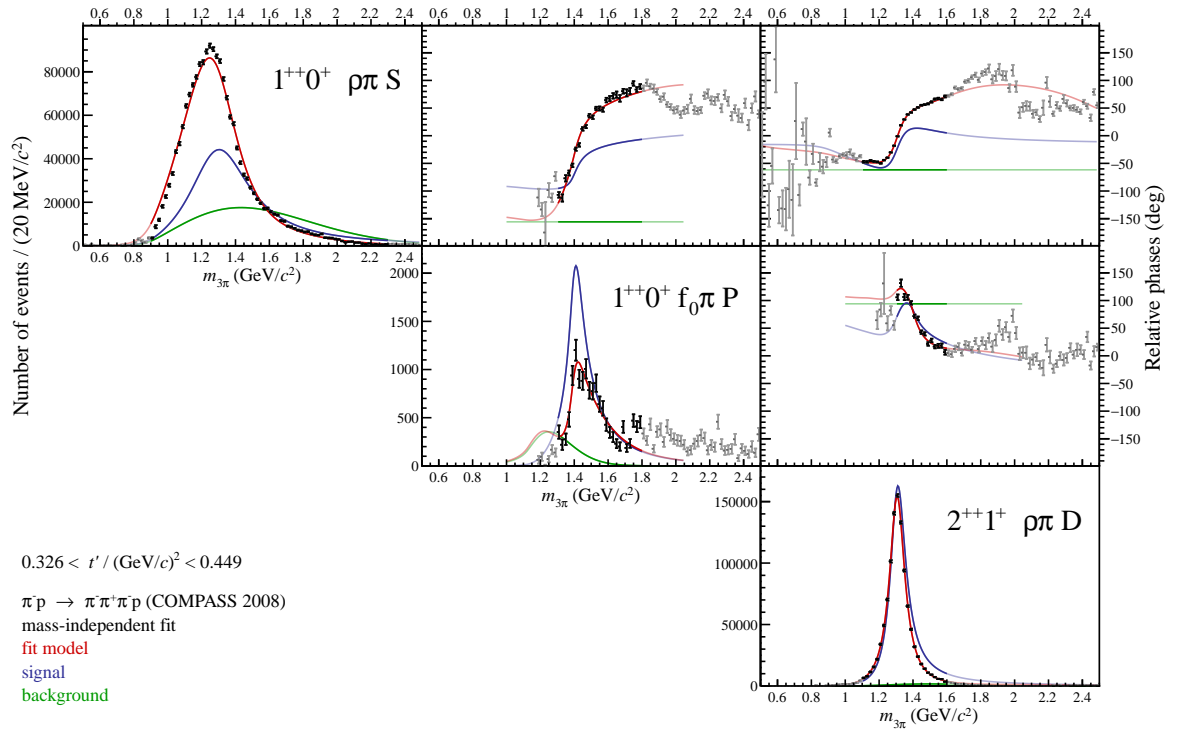 0.6 0.8 1 1.2 1.4 1.6 1.8 2 2.2 2.4
0.6 0.8 1 1.2 1.4 1.6 1.8 2 2.2 2.4
0.6 0.8 1 1.2 1.4 1.6 1.8 2 2.2 2.4
Number of events / (20 MeV/c²)
80000
60000
40000
20000
0
1⁺⁺0⁺ ρπ S
0.6 0.8 1 1.2 1.4 1.6 1.8 2 2.2 2.4
m₃π (GeV/c²)
150
100
50
0
−50
−100
−150
Relative phases (deg)
2000
1500
1000
500
0
1⁺⁺0⁺ f₀π P
0.6 0.8 1 1.2 1.4 1.6 1.8 2 2.2 2.4
m₃π (GeV/c²)
150
100
50
0
−50
−100
−150
150000
100000
50000
0
2⁺⁺1⁺ ρπ D
0.6 0.8 1 1.2 1.4 1.6 1.8 2 2.2 2.4
m₃π (GeV/c²)
0.326 < t′ / (GeV/c)² < 0.449
π⁻p → π⁻π⁺π⁻p (COMPASS 2008)
mass-independent fit
fit model
signal
background